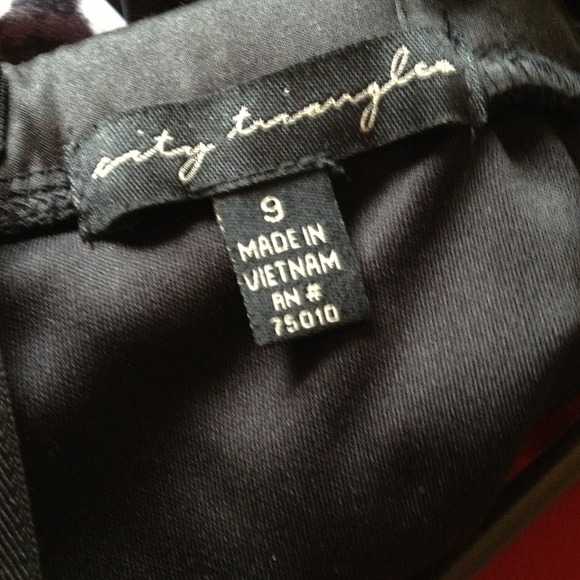 city triangles
9
MADE IN
VIETNAM
RN #
75010